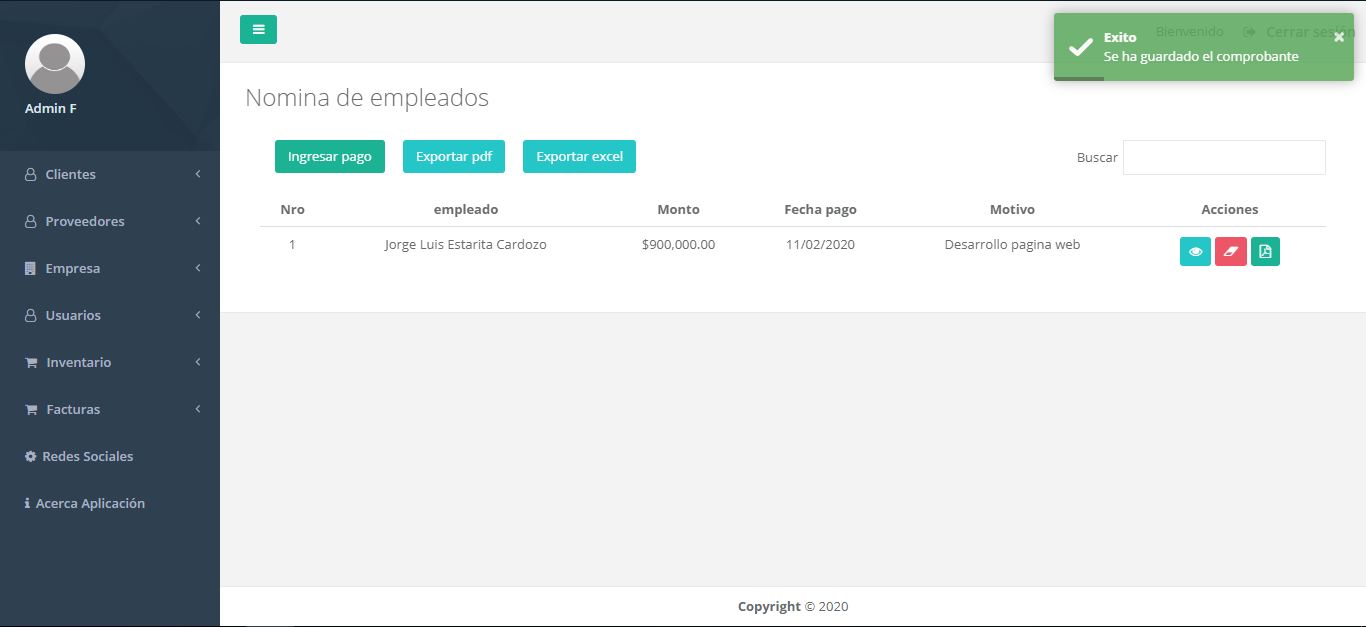 Admin F
Clientes
Proveedores
Empresa
Usuarios
Inventario
Facturas
Redes Sociales
Acerca Aplicación
Bienvenido Cerrar sesión
Exito
Se ha guardado el comprobante
Nomina de empleados
Ingresar pago Exportar pdf Exportar excel Buscar
Nro empleado Monto Fecha pago Motivo Acciones
1 Jorge Luis Estarita Cardozo $900,000.00 11/02/2020 Desarrollo pagina web
Copyright © 2020